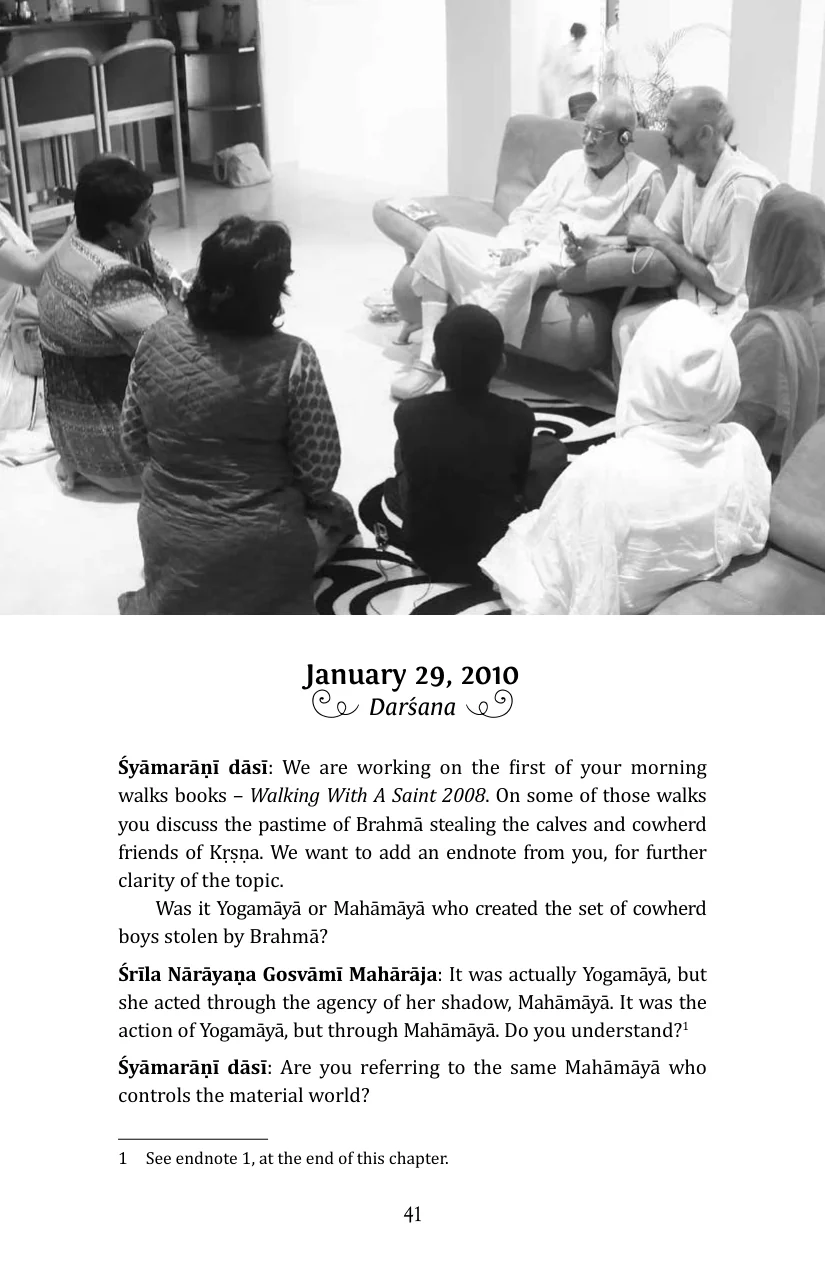 January 29, 2010
Darśana
Śyāmarāṇī dāsī: We are working on the first of your morning
walks books – Walking With A Saint 2008. On some of those walks
you discuss the pastime of Brahmā stealing the calves and cowherd
friends of Kṛṣṇa. We want to add an endnote from you, for further
clarity of the topic.
Was it Yogamāyā or Mahāmāyā who created the set of cowherd
boys stolen by Brahmā?
Śrīla Nārāyaṇa Gosvāmī Mahārāja: It was actually Yogamāyā, but
she acted through the agency of her shadow, Mahāmāyā. It was the
action of Yogamāyā, but through Mahāmāyā. Do you understand?1
Śyāmarāṇī dāsī: Are you referring to the same Mahāmāyā who
controls the material world?
1 See endnote 1, at the end of this chapter.
41